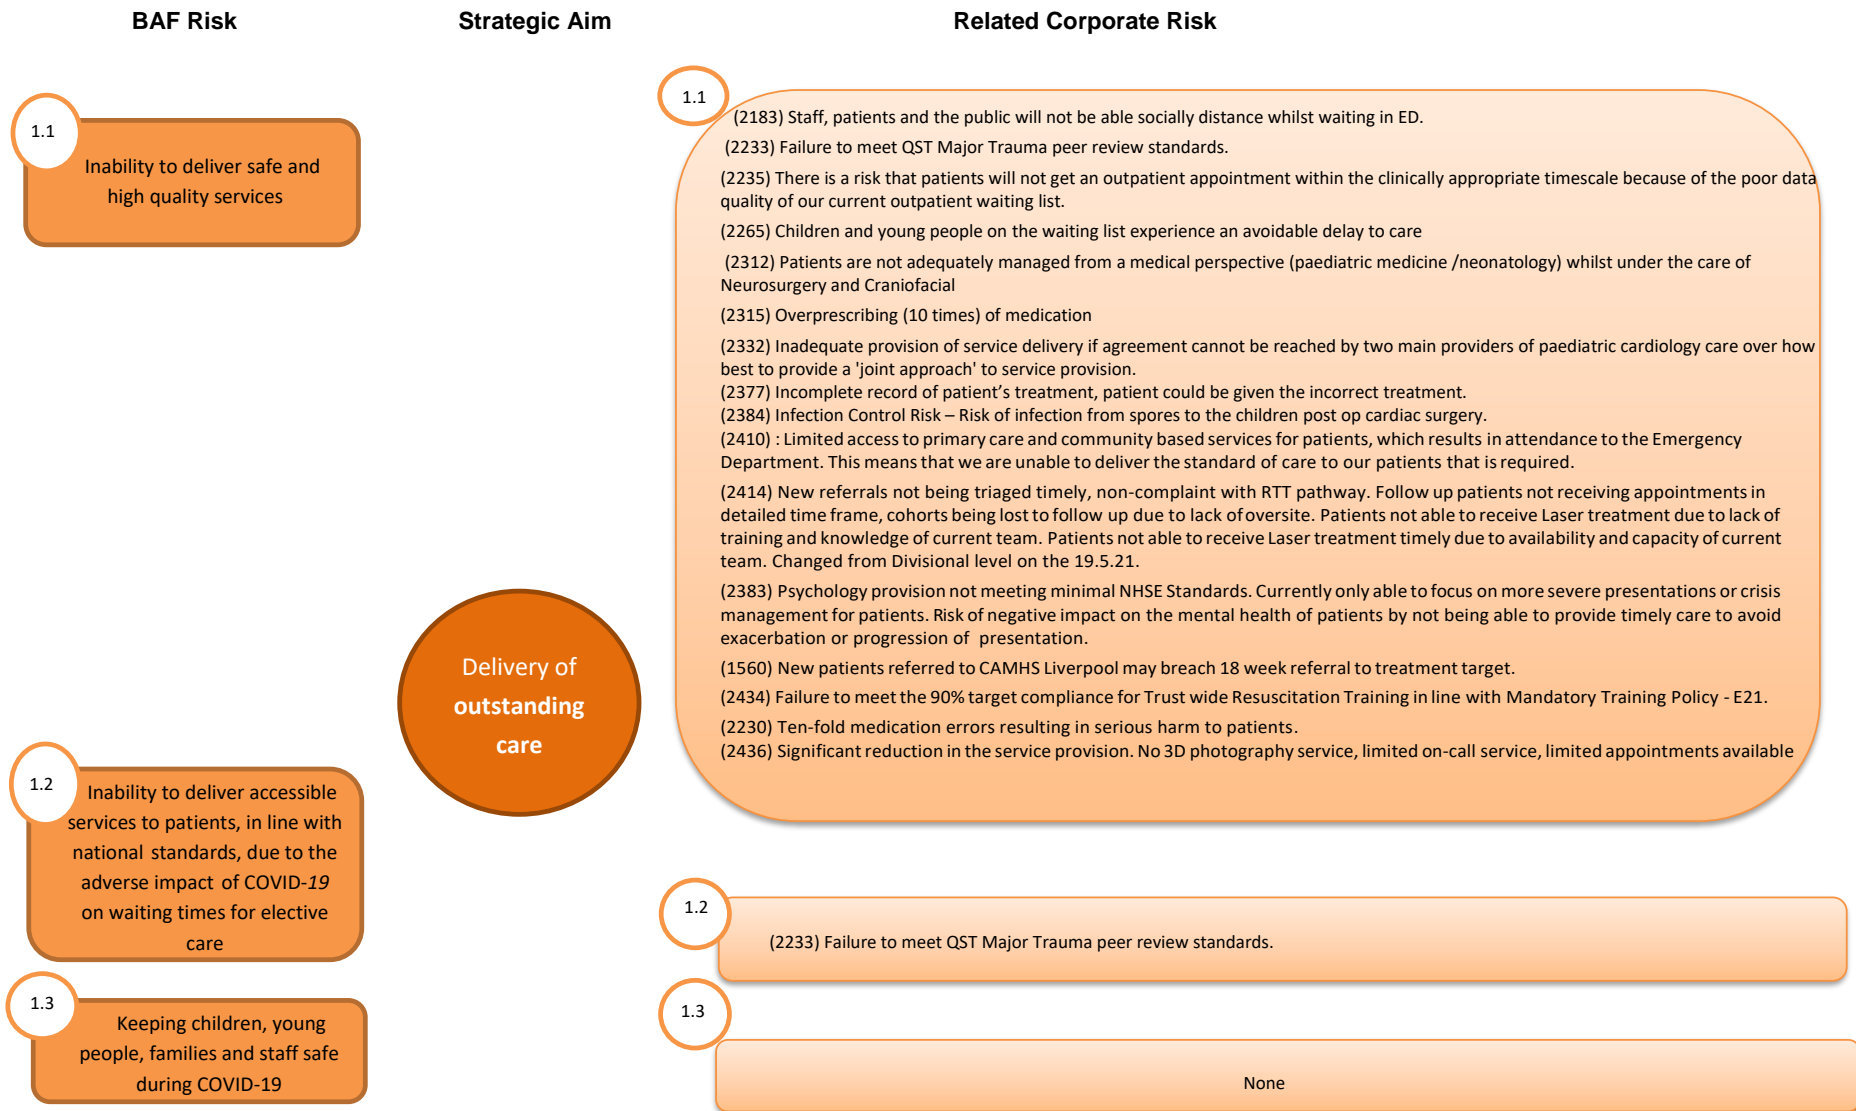 BAF Risk
Strategic Aim
Related Corporate Risk
1.1
Inability to deliver safe and
high quality services
1.2
Inability to deliver accessible
services to patients, in line with
national standards, due to the
adverse impact of COVID-19
on waiting times for elective
care
1.3
Keeping children, young
people, families and staff safe
during COVID-19
Delivery of
outstanding
care
1.1
(2183) Staff, patients and the public will not be able socially distance whilst waiting in ED.
(2233) Failure to meet QST Major Trauma peer review standards.
(2235) There is a risk that patients will not get an outpatient appointment within the clinically appropriate timescale because of the poor data
quality of our current outpatient waiting list.
(2265) Children and young people on the waiting list experience an avoidable delay to care
(2312) Patients are not adequately managed from a medical perspective (paediatric medicine /neonatology) whilst under the care of
Neurosurgery and Craniofacial
(2315) Overprescribing (10 times) of medication
(2332) Inadequate provision of service delivery if agreement cannot be reached by two main providers of paediatric cardiology care over how
best to provide a 'joint approach' to service provision.
(2377) Incomplete record of patient’s treatment, patient could be given the incorrect treatment.
(2384) Infection Control Risk – Risk of infection from spores to the children post op cardiac surgery.
(2410) : Limited access to primary care and community based services for patients, which results in attendance to the Emergency
Department. This means that we are unable to deliver the standard of care to our patients that is required.
(2414) New referrals not being triaged timely, non-complaint with RTT pathway. Follow up patients not receiving appointments in
detailed time frame, cohorts being lost to follow up due to lack of oversite. Patients not able to receive Laser treatment due to lack of
training and knowledge of current team. Patients not able to receive Laser treatment timely due to availability and capacity of current
team. Changed from Divisional level on the 19.5.21.
(2383) Psychology provision not meeting minimal NHSE Standards. Currently only able to focus on more severe presentations or crisis
management for patients. Risk of negative impact on the mental health of patients by not being able to provide timely care to avoid
exacerbation or progression of presentation.
(1560) New patients referred to CAMHS Liverpool may breach 18 week referral to treatment target.
(2434) Failure to meet the 90% target compliance for Trust wide Resuscitation Training in line with Mandatory Training Policy - E21.
(2230) Ten-fold medication errors resulting in serious harm to patients.
(2436) Significant reduction in the service provision. No 3D photography service, limited on-call service, limited appointments available
1.2
(2233) Failure to meet QST Major Trauma peer review standards.
1.3
None